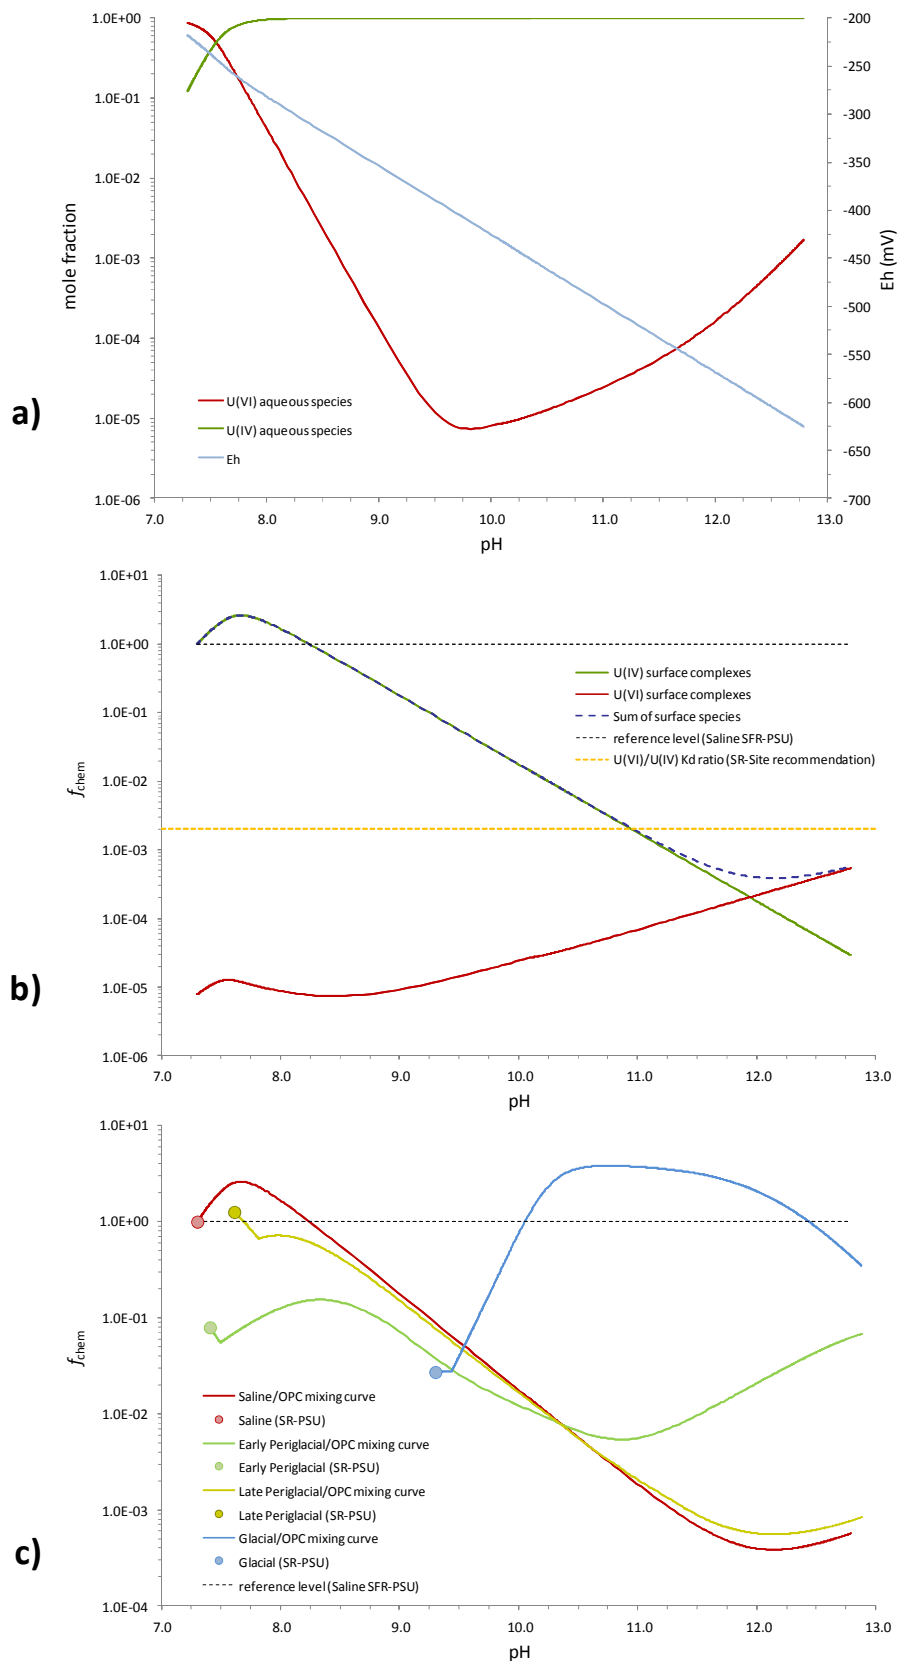 a)
mole fraction
1.0E+00
1.0E-01
1.0E-02
1.0E-03
1.0E-04
1.0E-05
1.0E-06
-200
-250
-300
-350
-400
-450
-500
-550
-600
-650
-700
Eh (mV)
U(VI) aqueous species
U(IV) aqueous species
Eh
7.0 8.0 9.0 10.0 11.0 12.0 13.0
pH
b)
fchem
1.0E+01
1.0E+00
1.0E-01
1.0E-02
1.0E-03
1.0E-04
1.0E-05
1.0E-06
U(IV) surface complexes
U(VI) surface complexes
Sum of surface species
reference level (Saline SFR-PSU)
U(VI)/U(IV) Kd ratio (SR-Site recommendation)
7.0 8.0 9.0 10.0 11.0 12.0 13.0
pH
c)
fchem
1.0E+01
1.0E+00
1.0E-01
1.0E-02
1.0E-03
1.0E-04
Saline/OPC mixing curve
Saline (SR-PSU)
Early Periglacial/OPC mixing curve
Early Periglacial (SR-PSU)
Late Periglacial/OPC mixing curve
Late Periglacial (SR-PSU)
Glacial/OPC mixing curve
Glacial (SR-PSU)
reference level (Saline SFR-PSU)
7.0 8.0 9.0 10.0 11.0 12.0 13.0
pH